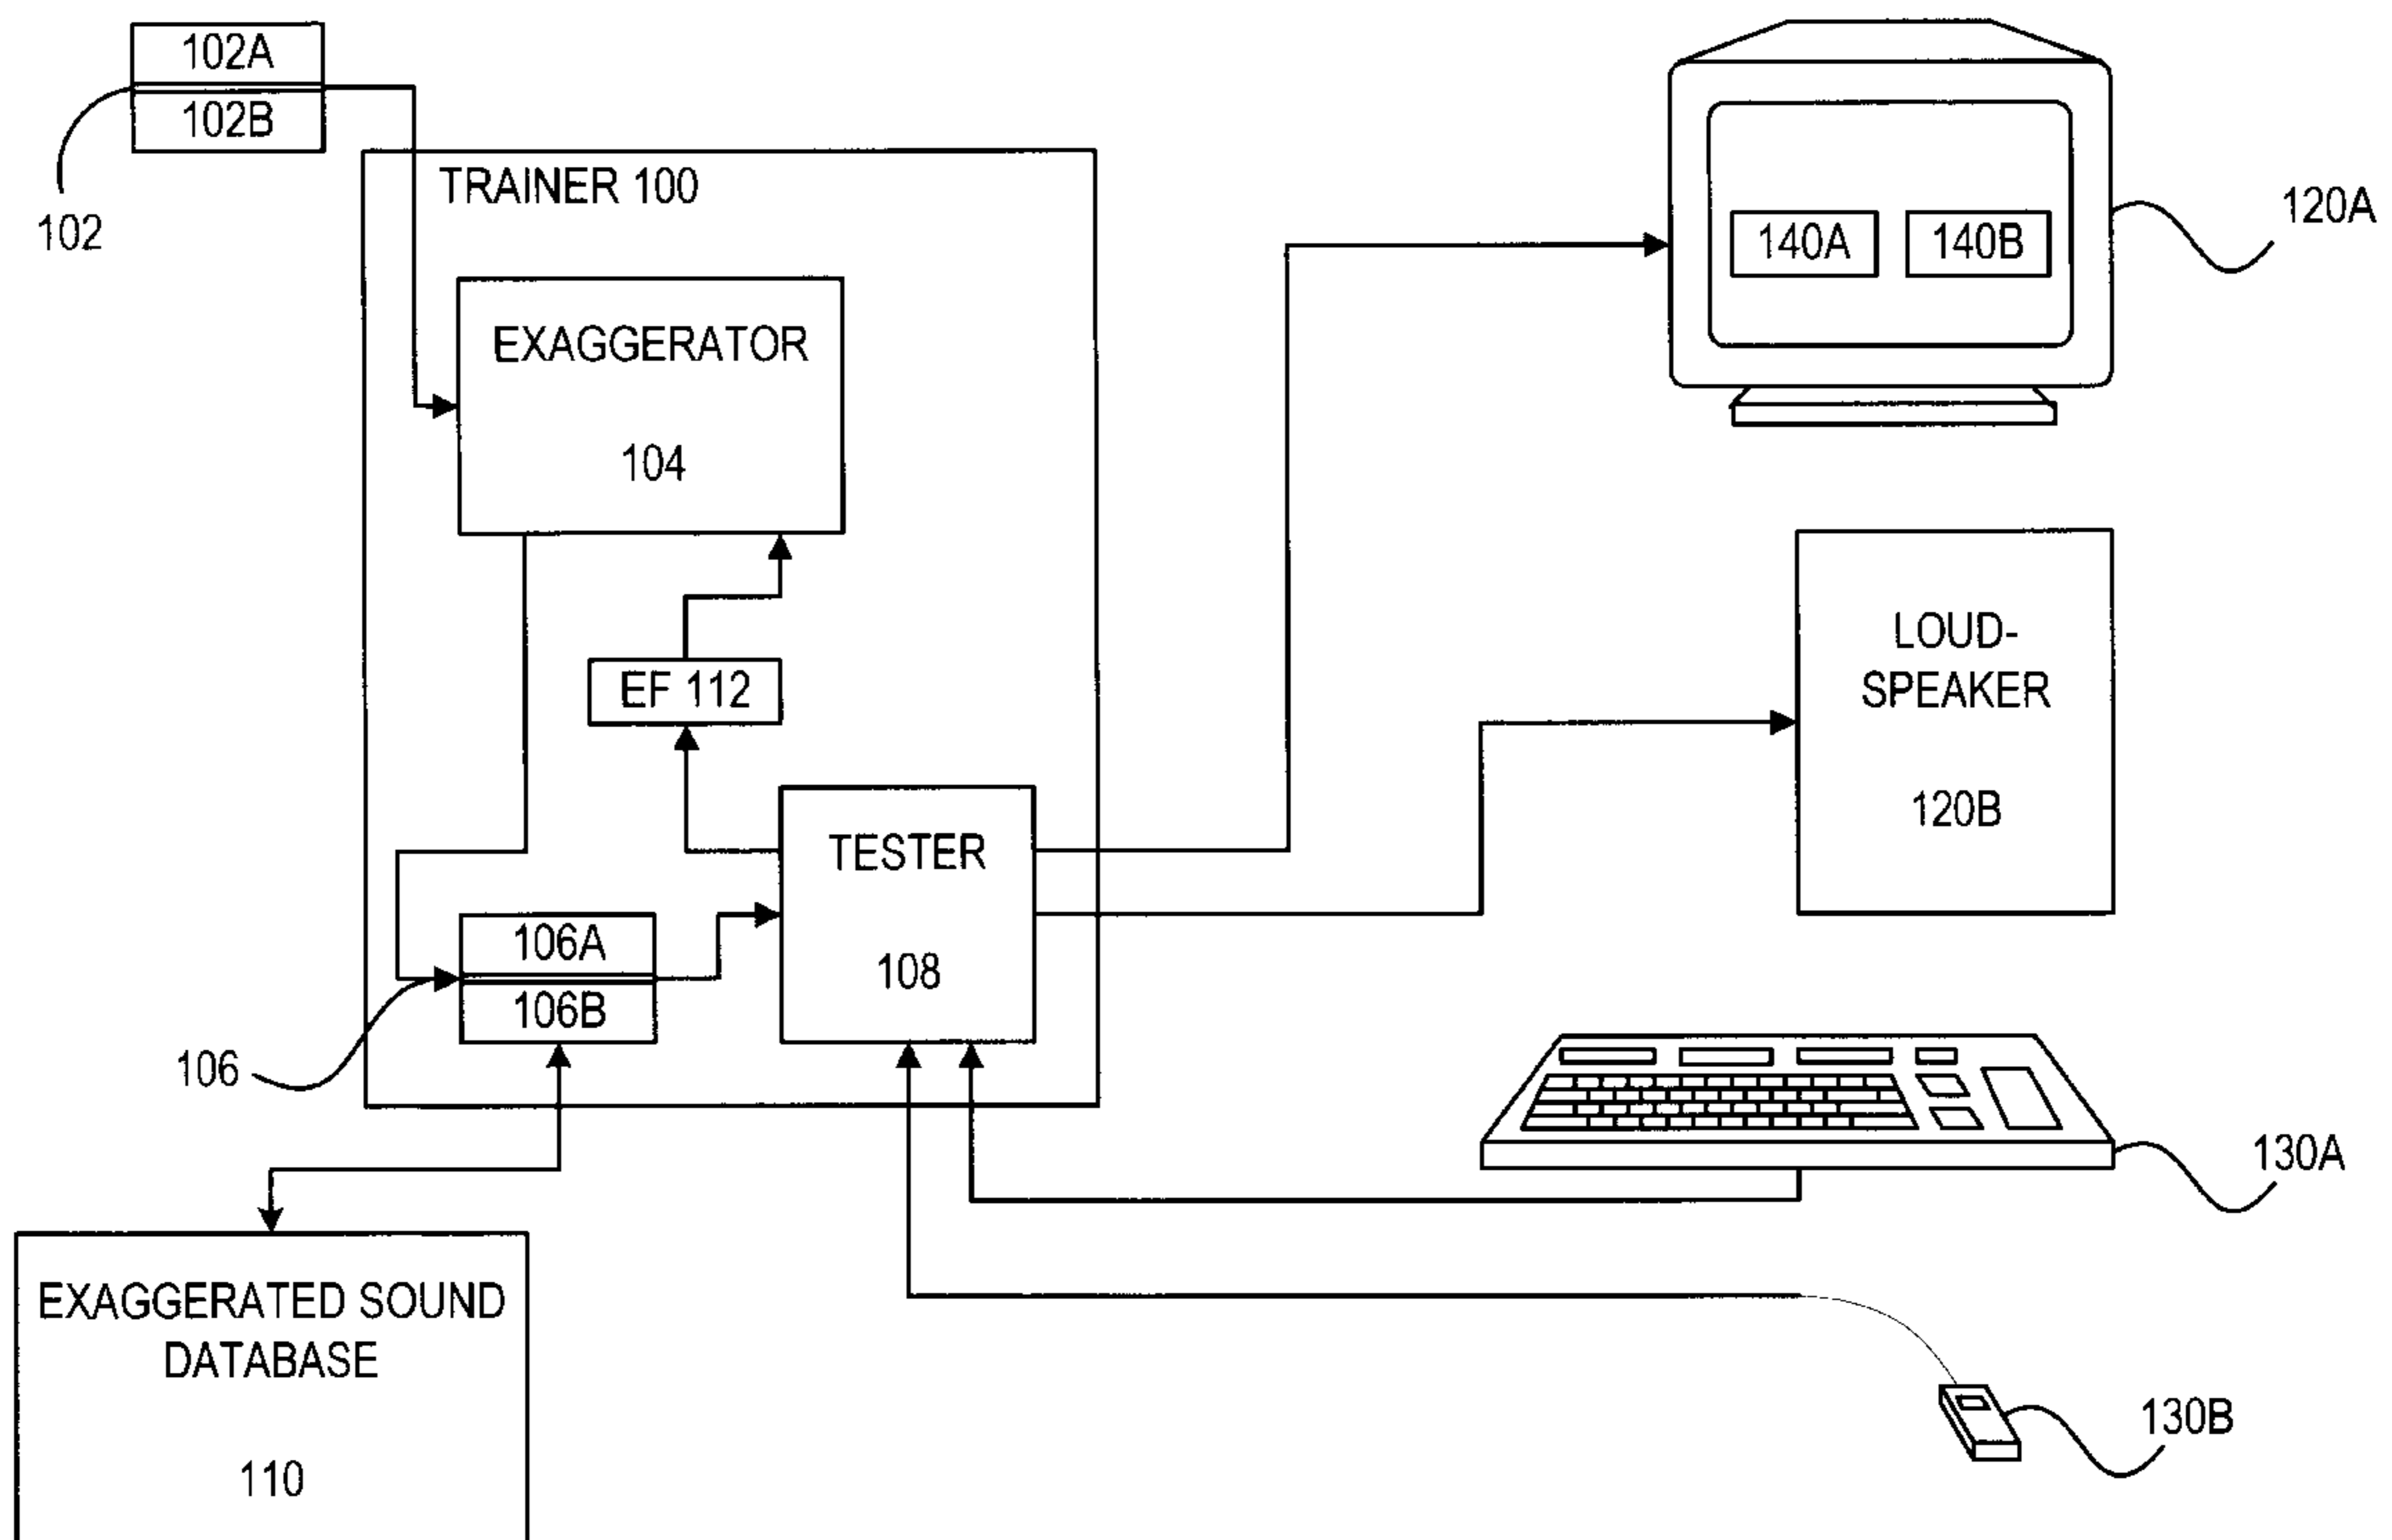 102A
102B
102
TRAINER 100
EXAGGERATOR
104
EF 112
TESTER
108
106A
106B
106
EXAGGERATED SOUND
DATABASE
110
140A
140B
120A
LOUD-
SPEAKER
120B
130A
130B